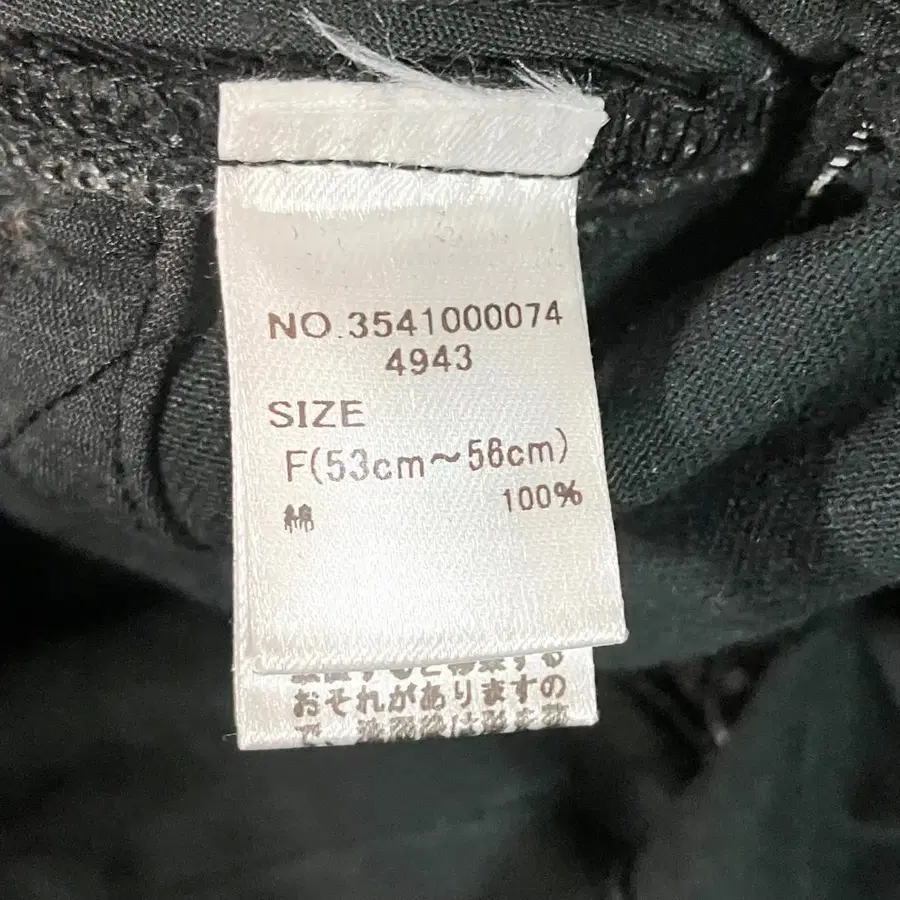 NO.3541000074
4943
SIZE
F(53cm～56cm)
綿 100%
おそれがありますの